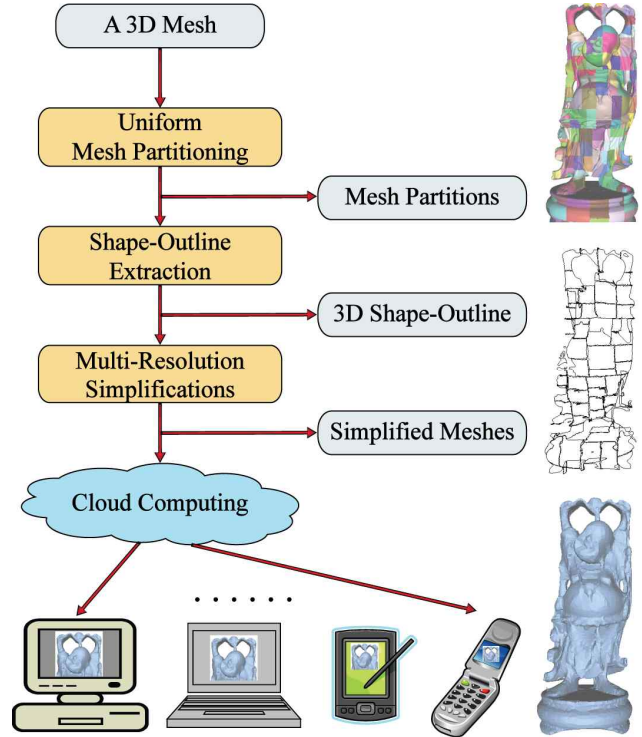 A 3D Mesh
Uniform
Mesh Partitioning
Mesh Partitions
Shape-Outline
Extraction
3D Shape-Outline
Multi-Resolution
Simplifications
Simplified Meshes
Cloud Computing
. . . . . .